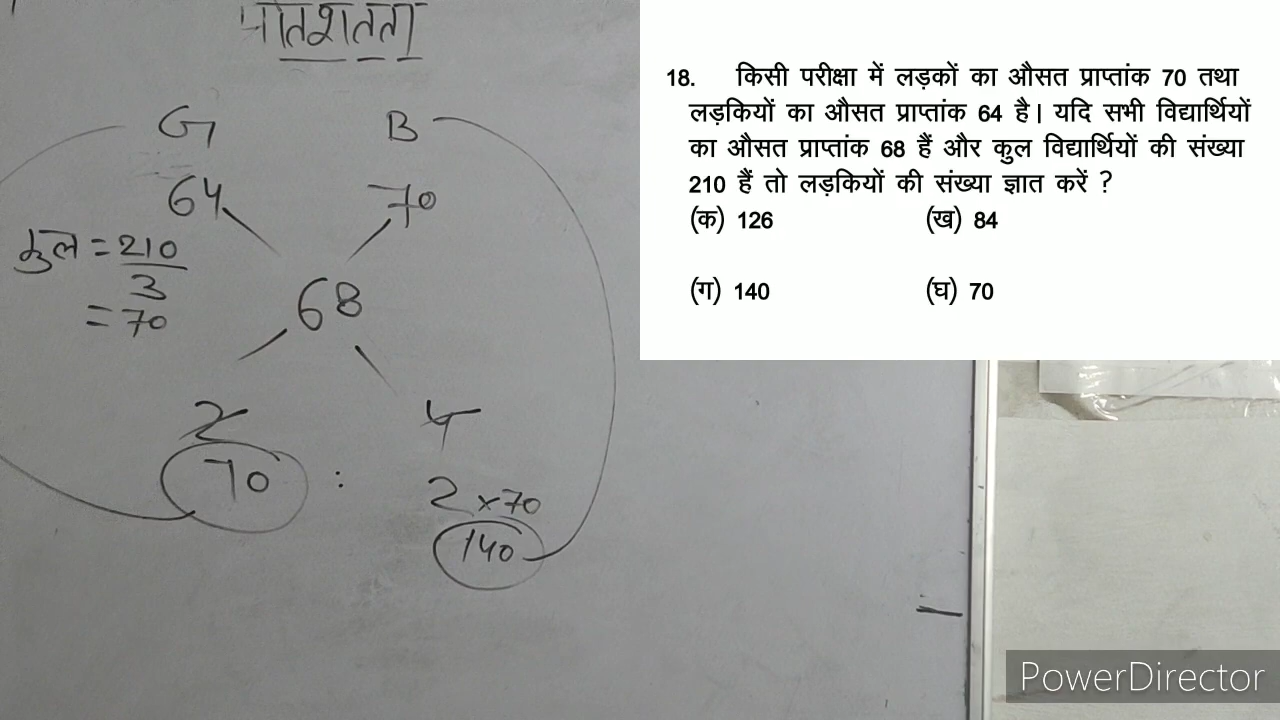 प्रतिशतता
G B
64 70
कुल = 210
3
= 70
68
2 4
70 : 2 x 70
140
18. किसी परीक्षा में लड़कों का औसत प्राप्तांक 70 तथा
लड़कियों का औसत प्राप्तांक 64 है। यदि सभी विद्यार्थियों
का औसत प्राप्तांक 68 हैं और कुल विद्यार्थियों की संख्या
210 हैं तो लड़कियों की संख्या ज्ञात करें ?
(क) 126 (ख) 84
(ग) 140 (घ) 70
PowerDirector